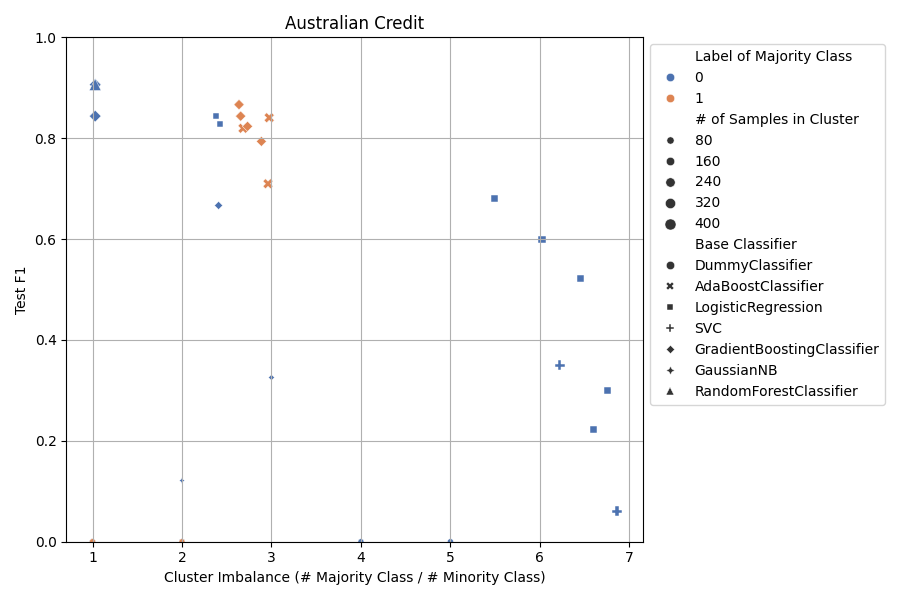 Australian Credit
1.0
0.8
0.6
0.4
0.2
0.0
Test F1
1
2
3
4
5
6
7
Cluster Imbalance (# Majority Class / # Minority Class)
Label of Majority Class
0
1
# of Samples in Cluster
80
160
240
320
400
Base Classifier
DummyClassifier
AdaBoostClassifier
LogisticRegression
SVC
GradientBoostingClassifier
GaussianNB
RandomForestClassifier